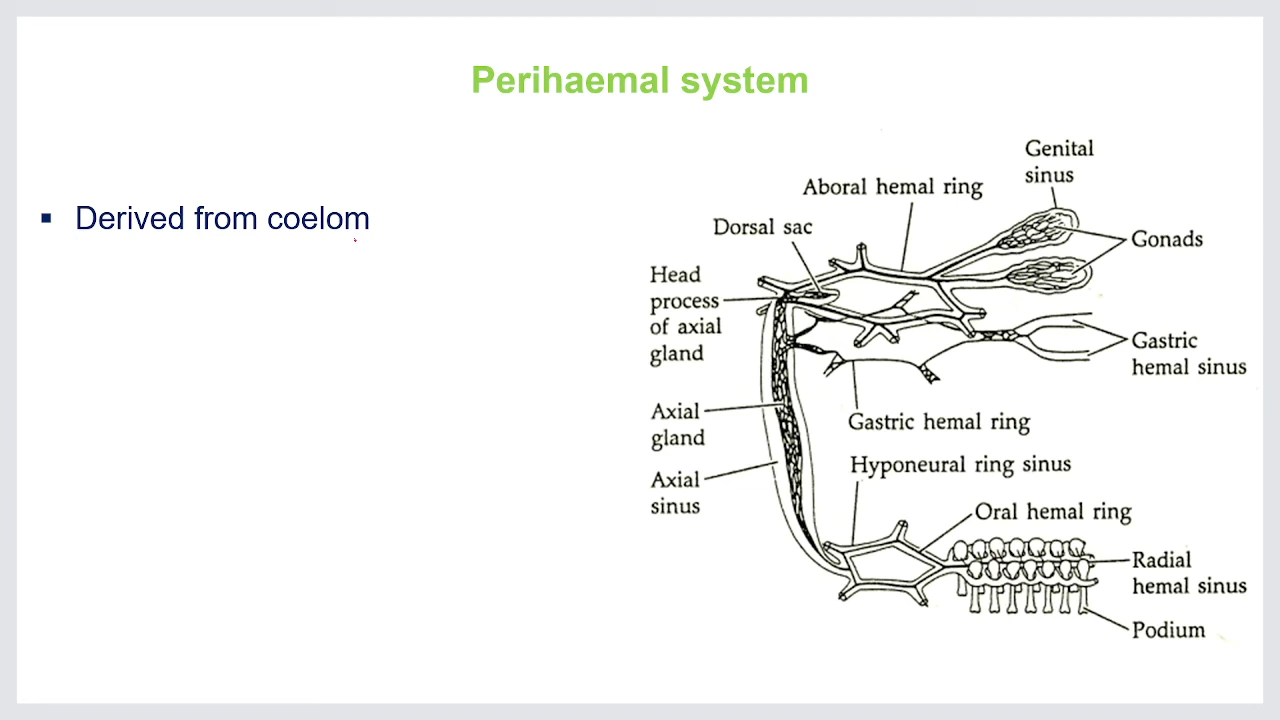 Perihaemal system
▪ Derived from coelom
Genital
sinus
Aboral hemal ring
Dorsal sac
Gonads
Head
process
of axial
gland
Gastric
hemal sinus
Axial
gland
Gastric hemal ring
Hyponeural ring sinus
Axial
sinus
Oral hemal ring
Radial
hemal sinus
Podium